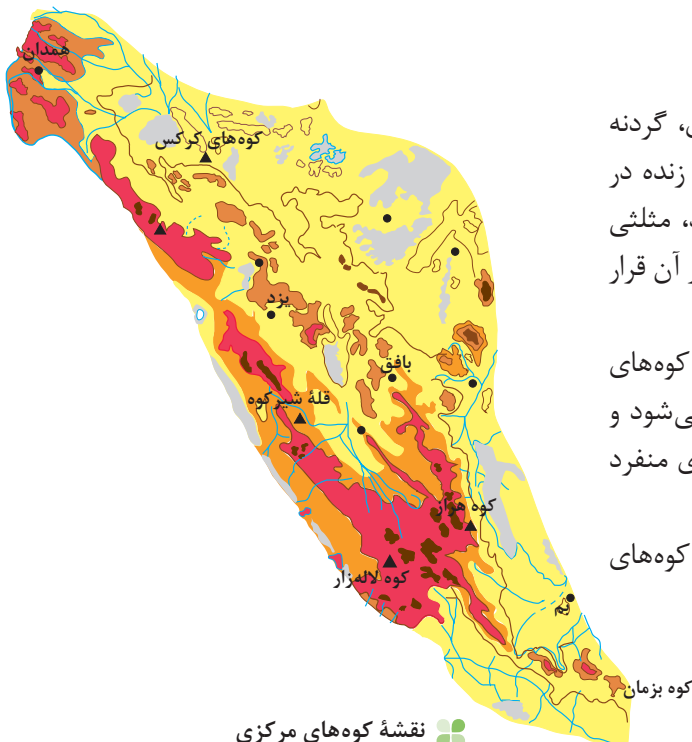 همدان
کوه‌های کرکس
یزد
بافق
قلهٔ شیرکوه
کوه هزار
کوه لاله‌زار
بم
کوه بزمان
نقشهٔ کوه‌های مرکزی
گردنه
زنده در
مثلثی
آن قرار
کوه‌های
می‌شود و
منفرد
کوه‌های